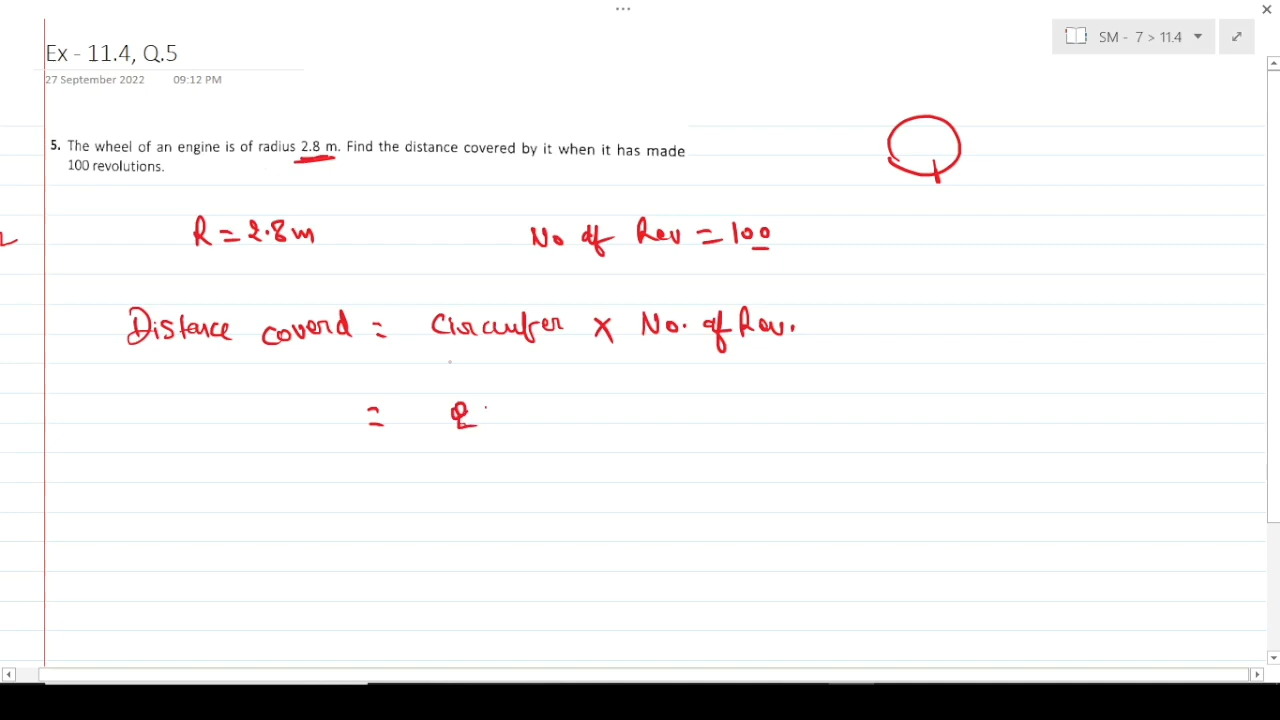 SM - 7 > 11.4
Ex - 11.4, Q.5
27 September 2022 09:12 PM
5. The wheel of an engine is of radius 2.8 m. Find the distance covered by it when it has made
100 revolutions.
R = 2.8m No of Rev = 100
Distance coverd = Circumfer × No. of Rev.
= 2